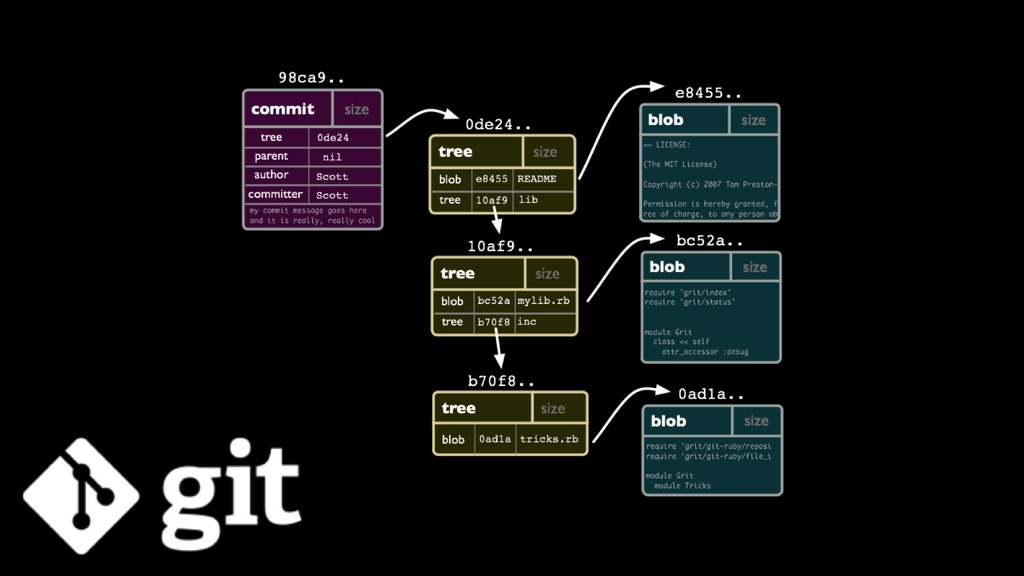 98ca9..
commit size
tree 0de24
parent nil
author Scott
committer Scott
my commit message goes here
and it is really, really cool
0de24..
tree size
blob e8455 README
tree 10af9 lib
10af9..
tree size
blob bc52a mylib.rb
tree b70f8 inc
b70f8..
tree size
blob 0ad1a tricks.rb
e8455..
blob size
== LICENSE:
(The MIT License)
Copyright (c) 2007 Tom Preston-
Permission is hereby granted, f
ree of charge, to any person ob
bc52a..
blob size
require 'grit/index'
require 'grit/status'
module Grit
class << self
attr_accessor :debug
0ad1a..
blob size
require 'grit/git-ruby/reposi
require 'grit/git-ruby/file_i
module Grit
module Tricks
git